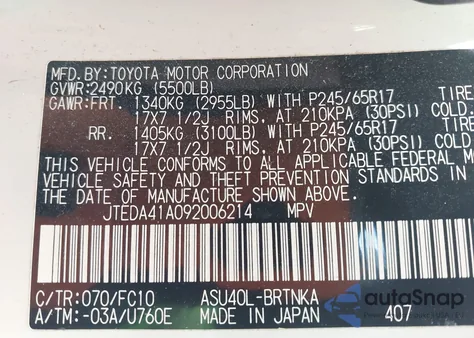 MFD.BY:TOYOTA MOTOR CORPORATION
GVWR:2490KG (5500LB)
GAWR:FRT. 1340KG (2955LB) WITH P245/65R17 TIRE
17X7 1/2J RIMS. AT 210KPA (30PSI) COLD
RR. 1405KG (3100LB) WITH P245/65R17 TIRE
17X7 1/2J RIMS. AT 210KPA (30PSI) COLD
THIS VEHICLE CONFORMS TO ALL APPLICABLE FEDERAL M
VEHICLE SAFETY AND THEFT PREVENTION STANDARDS IN
THE DATE OF MANUFACTURE SHOWN ABOVE.
JTEDA41A092006214 MPV
C/TR:070/FC10 ASU40L-BRTNKA
A/TM:-03A/U760E MADE IN JAPAN 407
autoSnap